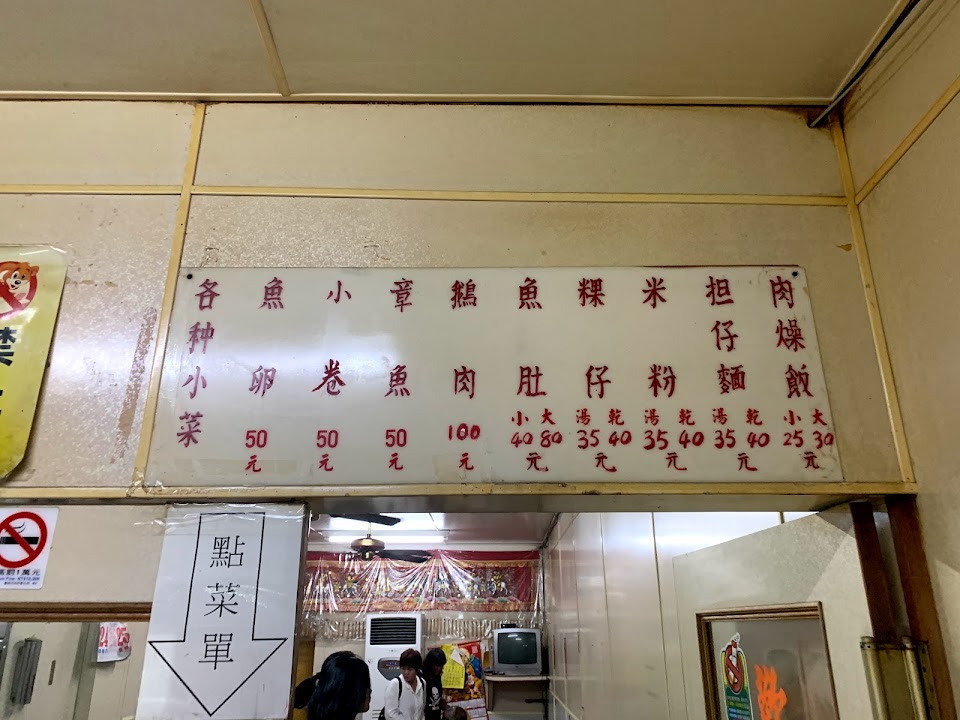 肉燥飯 小25 大30元
担仔麵 湯35 乾40元
米粉 湯35 乾40元
粿仔 湯35 乾40元
魚肚 小40 大80元
鵝肉 100元
章魚 50元
小卷 50元
魚卵 50元
各种小菜
點菜單
禁